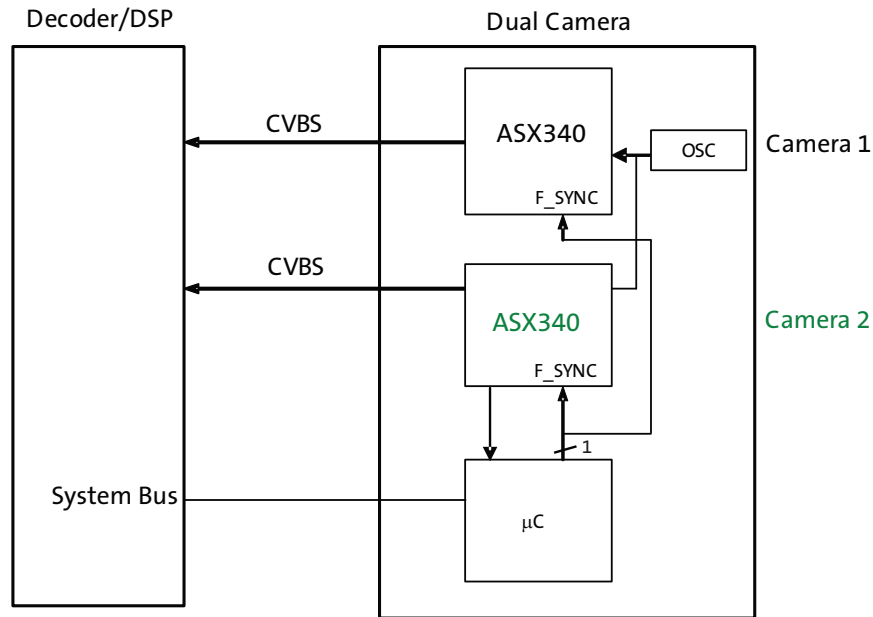 Decoder/DSP
Dual Camera
CVBS
ASX340
OSC
Camera 1
F_SYNC
CVBS
ASX340
Camera 2
F_SYNC
1
System Bus
μC